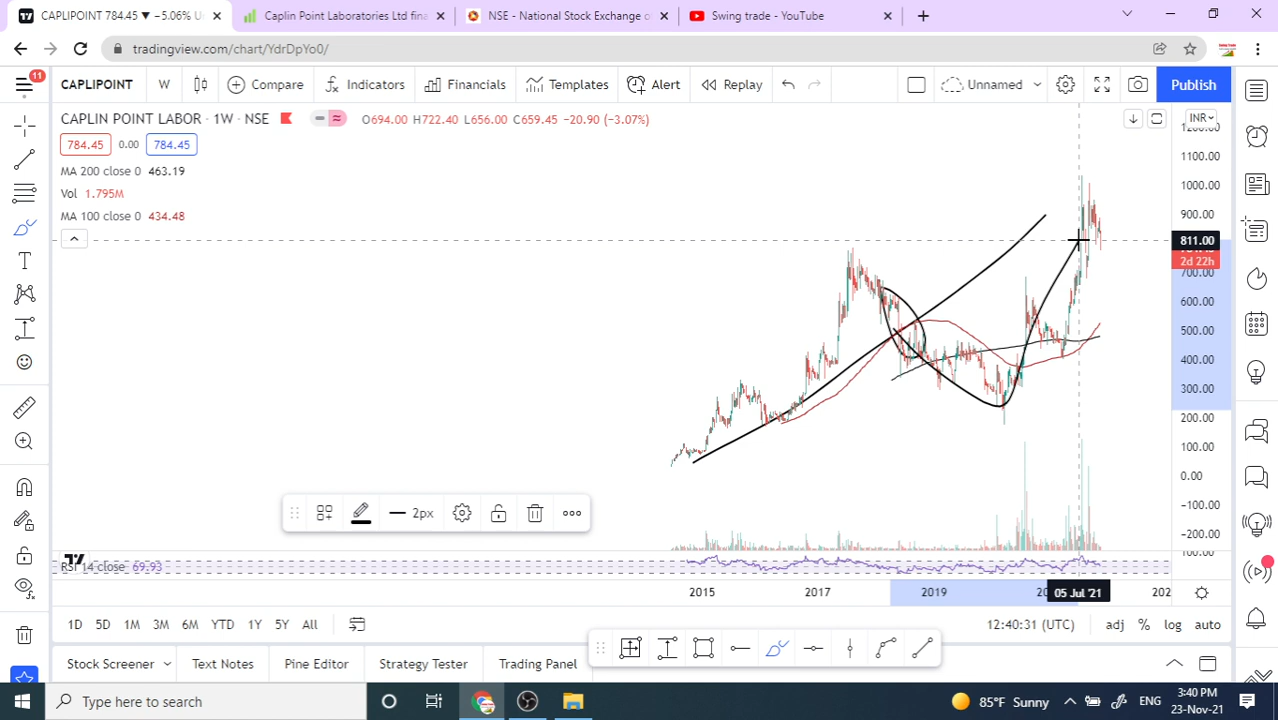 CAPLIPOINT 784.45 ▼ −5.06% U
Caplin Point Laboratories Ltd fina
NSE - National Stock Exchange o
Swing trade - YouTube
tradingview.com/chart/YdrDpYo0/
11
CAPLIPOINT
W
Compare
Indicators
Financials
Templates
Alert
Replay
Unnamed
Publish
CAPLIN POINT LABOR · 1W · NSE
O694.00 H722.40 L656.00 C659.45 −20.90 (−3.07%)
INR
784.45 0.00 784.45
MA 200 close 0 463.19
Vol 1.795M
MA 100 close 0 434.48
1200.00
1100.00
1000.00
900.00
811.00
2d 22h
700.00
600.00
500.00
400.00
300.00
200.00
100.00
0.00
−100.00
−200.00
2px
RSI 14 close 69.93
2015
2017
2019
05 Jul '21
202
1D
5D
1M
3M
6M
YTD
1Y
5Y
All
12:40:31 (UTC)
adj
%
log
auto
Stock Screener
Text Notes
Pine Editor
Strategy Tester
Trading Panel
Type here to search
85°F Sunny
ENG
3:40 PM
23-Nov-21